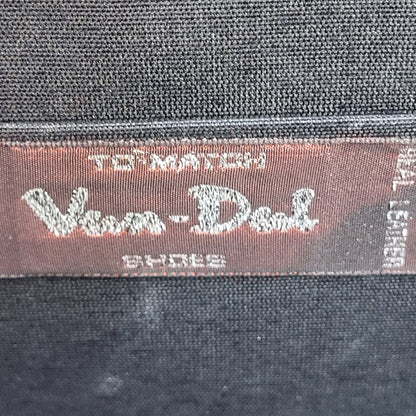 TO MATCH
Van-Dal
SHOES
REAL LEATHER